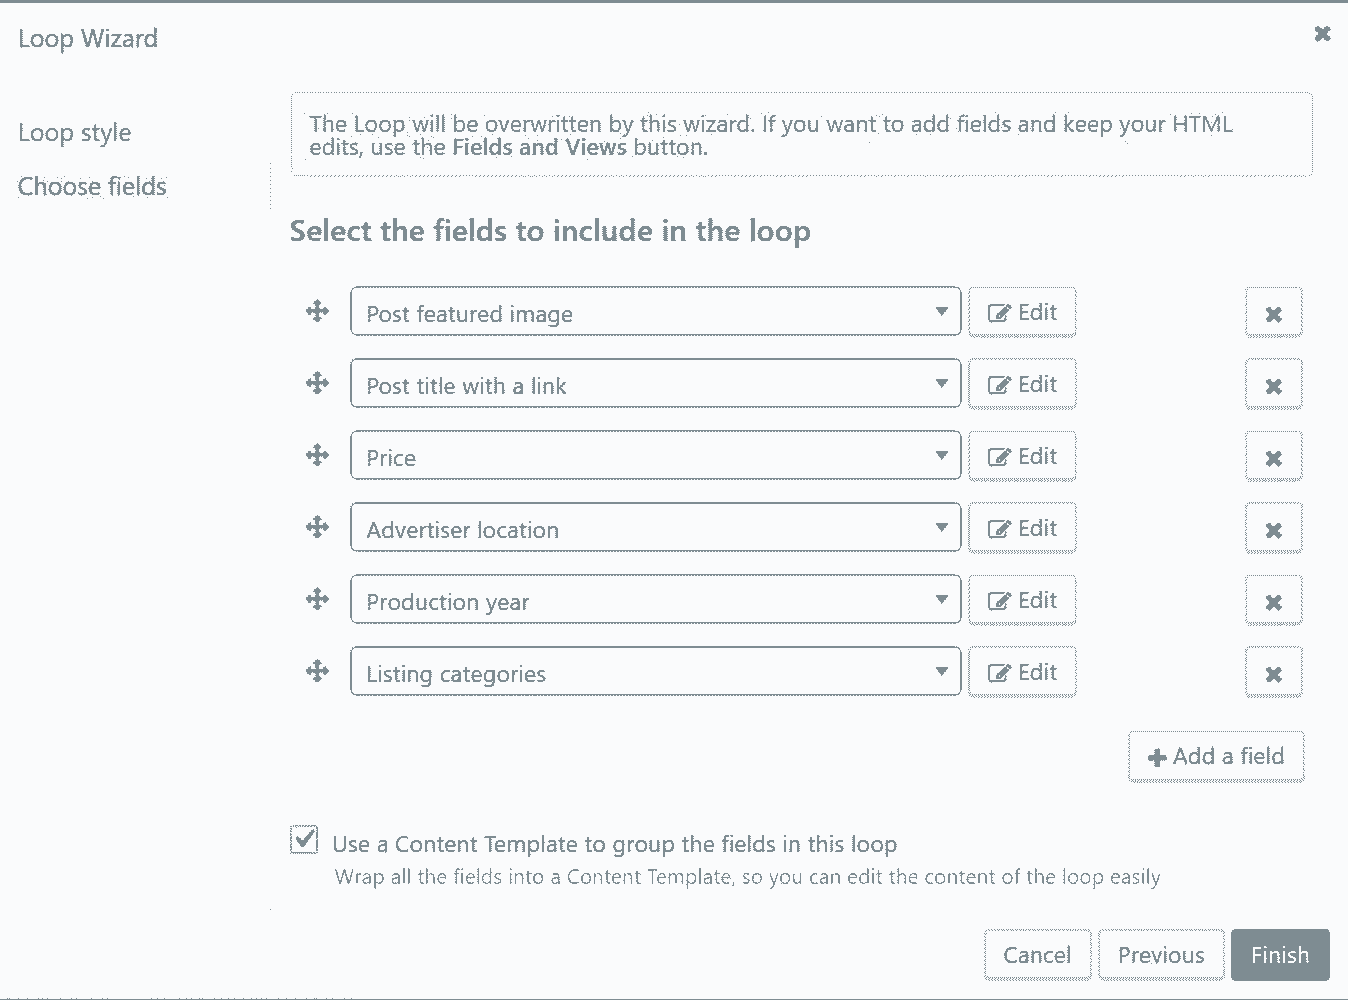 Loop Wizard
Loop style
Choose fields
The Loop will be overwritten by this wizard. If you want to add fields and keep your HTML
edits, use the Fields and Views button.
Select the fields to include in the loop
Post featured image Edit
Post title with a link Edit
Price Edit
Advertiser location Edit
Production year Edit
Listing categories Edit
Add a field
Use a Content Template to group the fields in this loop
Wrap all the fields into a Content Template, so you can edit the content of the loop easily
Cancel Previous Finish